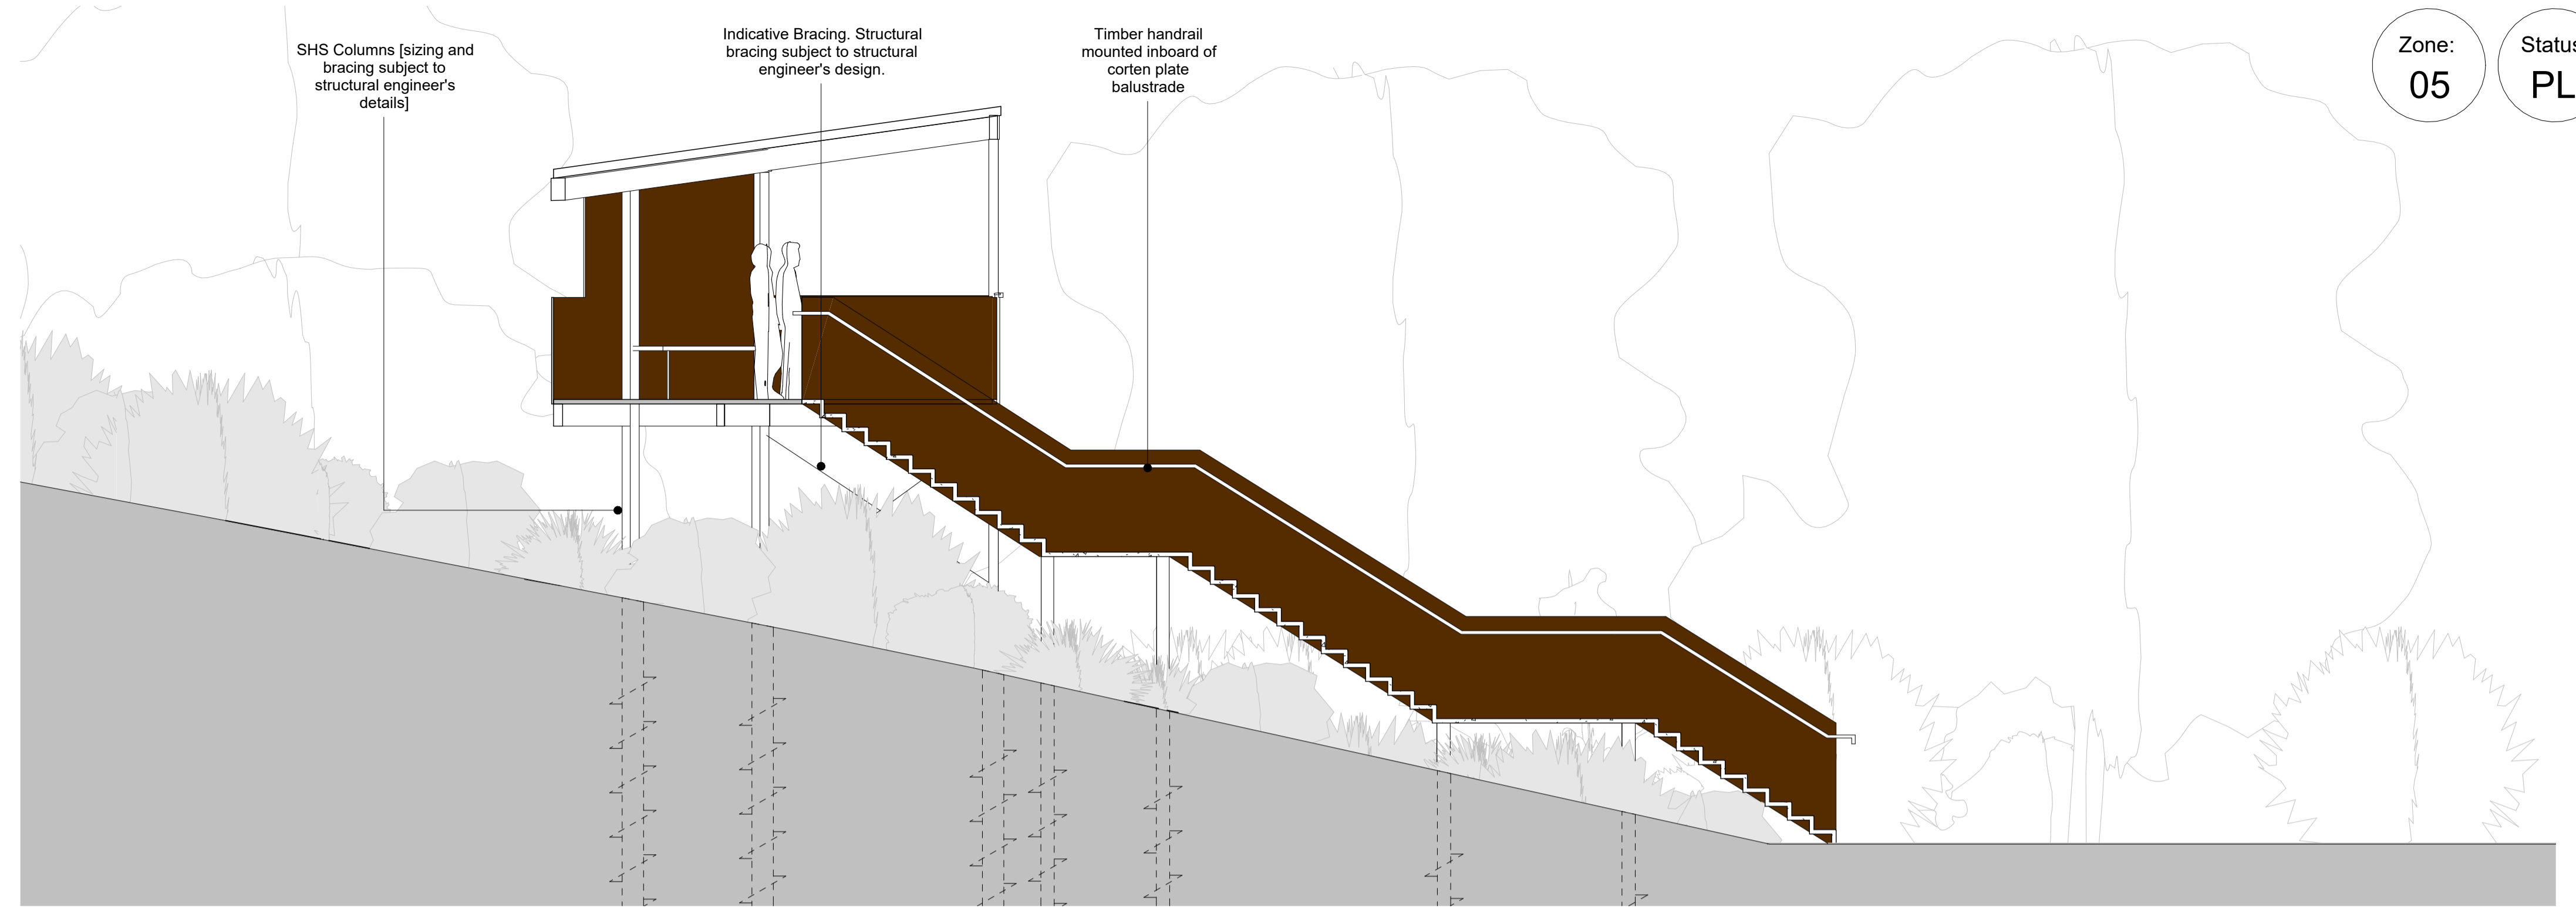 SHS Columns [sizing and
bracing subject to
structural engineer's
details]
Indicative Bracing. Structural
bracing subject to structural
engineer's design.
Timber handrail
mounted inboard of
corten plate
balustrade
Zone:
05
Status
PL